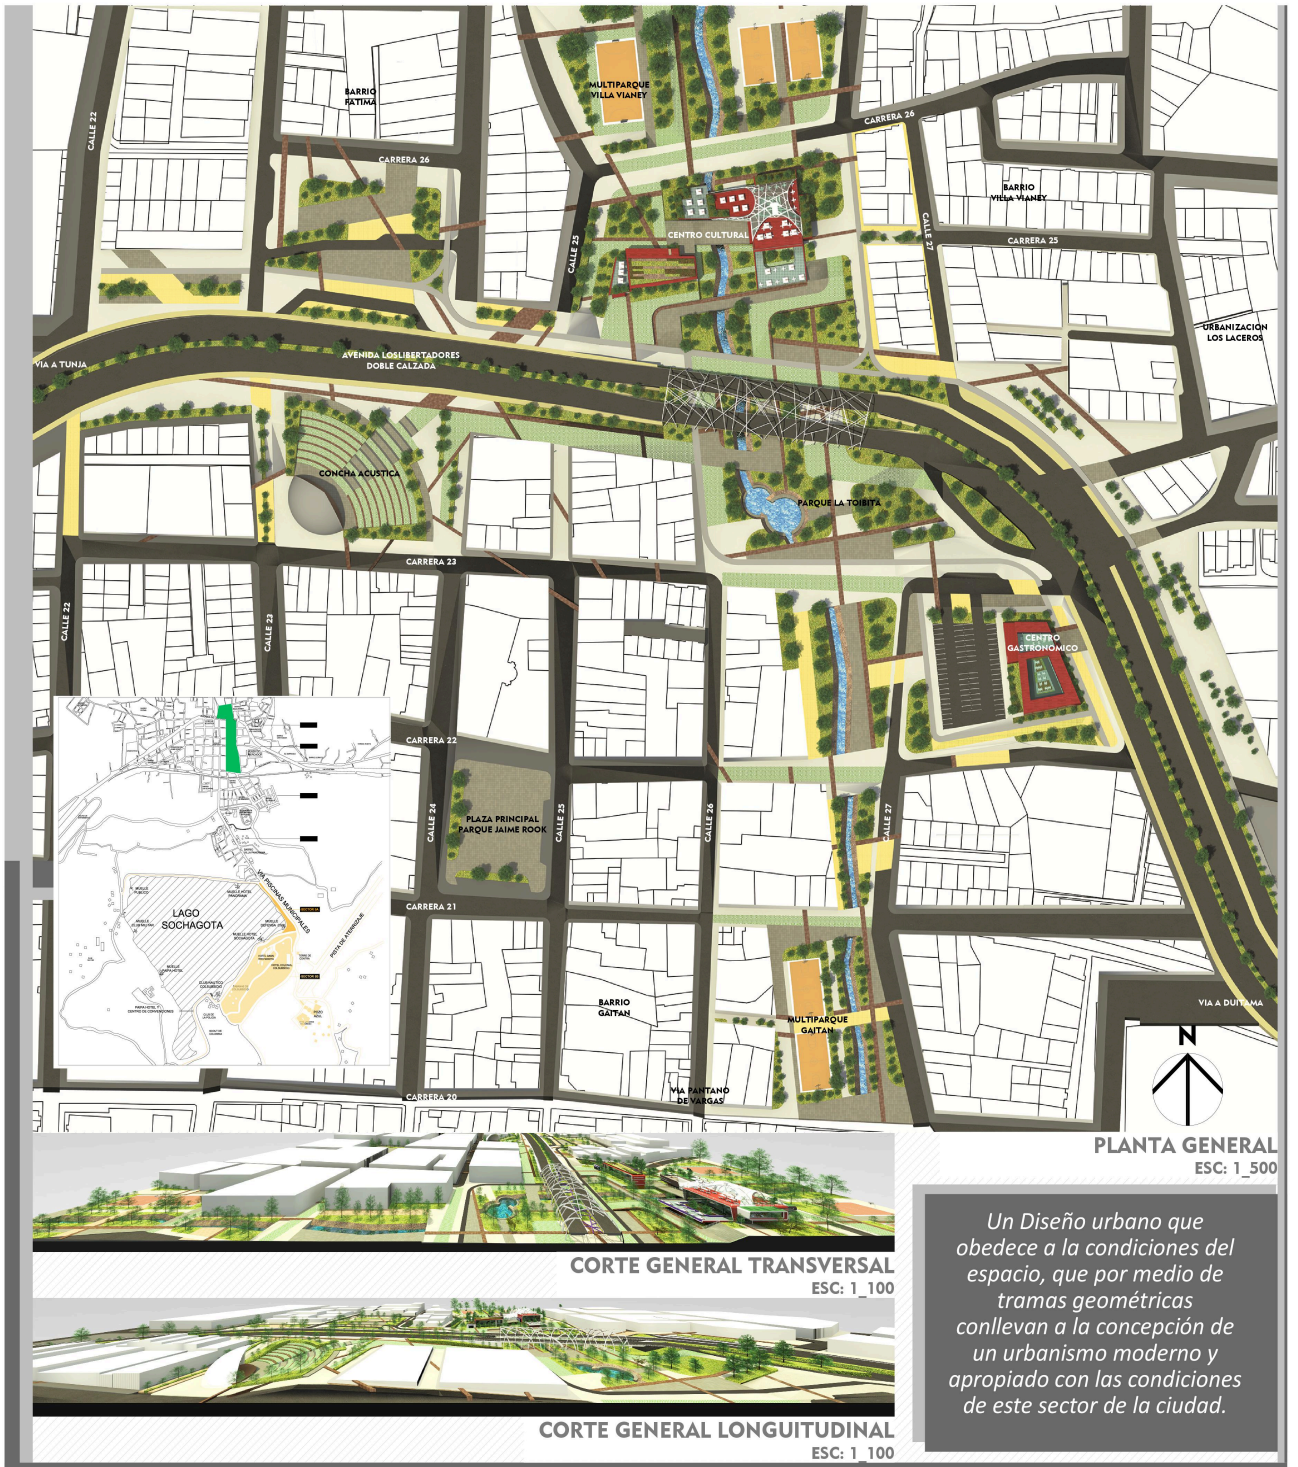 BARRIO
FATIMA
CALLE 22
CARRERA 26
MULTIPARQUE
VILLA VIANEY
CARRERA 26
BARRIO
VILLA VIANEY
CALLE 25
CENTRO CULTURAL
CALLE 27
CARRERA 25
URBANIZACION
LOS LACEROS
VIA A TUNJA
AVENIDA LOSLIBERTADORES
DOBLE CALZADA
CONCHA ACUSTICA
PARQUE LA TOIBITA
CARRERA 23
CALLE 22
CALLE 23
CENTRO
GASTRONOMICO
CARRERA 22
CALLE 24
PLAZA PRINCIPAL
PARQUE JAIME ROOK
CALLE 25
CALLE 26
CALLE 27
CARRERA 21
LAGO
SOCHAGOTA
VIA PISCINAS MUNICIPALES
PISTA DE ATERRIZAJE
BARRIO
GAITAN
MULTIPARQUE
GAITAN
VIA A DUITAMA
VIA PANTANO
DE VARGAS
CARRERA 20
N
PLANTA GENERAL
ESC: 1_500
CORTE GENERAL TRANSVERSAL
ESC: 1_100
CORTE GENERAL LONGUITUDINAL
ESC: 1_100
Un Diseño urbano que
obedece a la condiciones del
espacio, que por medio de
tramas geométricas
conllevan a la concepción de
un urbanismo moderno y
apropiado con las condiciones
de este sector de la ciudad.